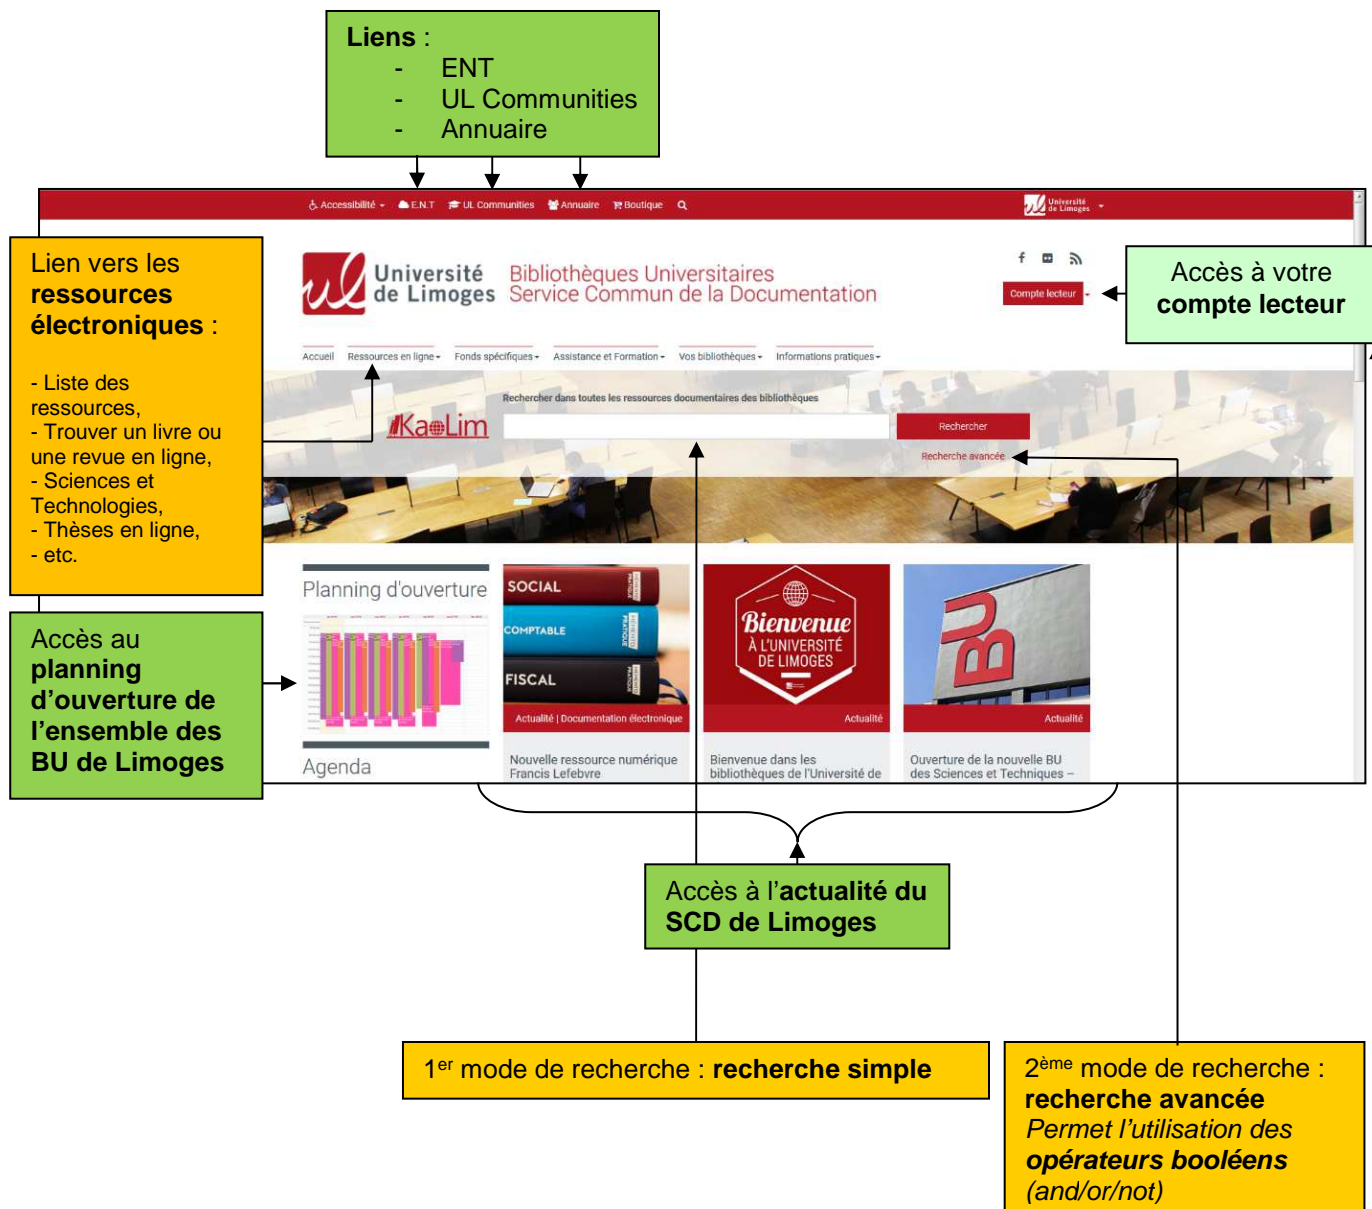 Liens :
- ENT
- UL Communities
- Annuaire
Accessibilité E.N.T UL Communities Annuaire Boutique
Université
de Limoges
Lien vers les
ressources
électroniques :
- Liste des
ressources,
- Trouver un livre ou
une revue en ligne,
- Sciences et
Technologies,
- Thèses en ligne,
- etc.
ul Université
de Limoges
Bibliothèques Universitaires
Service Commun de la Documentation
Compte lecteur
Accès à votre
compte lecteur
Accueil Ressources en ligne Fonds spécifiques Assistance et Formation Vos bibliothèques Informations pratiques
Rechercher dans toutes les ressources documentaires des bibliothèques
KaoLim
Rechercher
Recherche avancée
Accès au
planning
d'ouverture de
l'ensemble des
BU de Limoges
Planning d'ouverture
Agenda
SOCIAL
COMPTABLE
FISCAL
MEMENTO
PRATIQUE
Actualité | Documentation électronique
Nouvelle ressource numérique
Francis Lefebvre
Bienvenue
À L'UNIVERSITÉ
DE LIMOGES
Actualité
Bienvenue dans les
bibliothèques de l'Université de
BU
Actualité
Ouverture de la nouvelle BU
des Sciences et Techniques –
Accès à l'actualité du
SCD de Limoges
1er mode de recherche : recherche simple
2ème mode de recherche :
recherche avancée
Permet l'utilisation des
opérateurs booléens
(and/or/not)